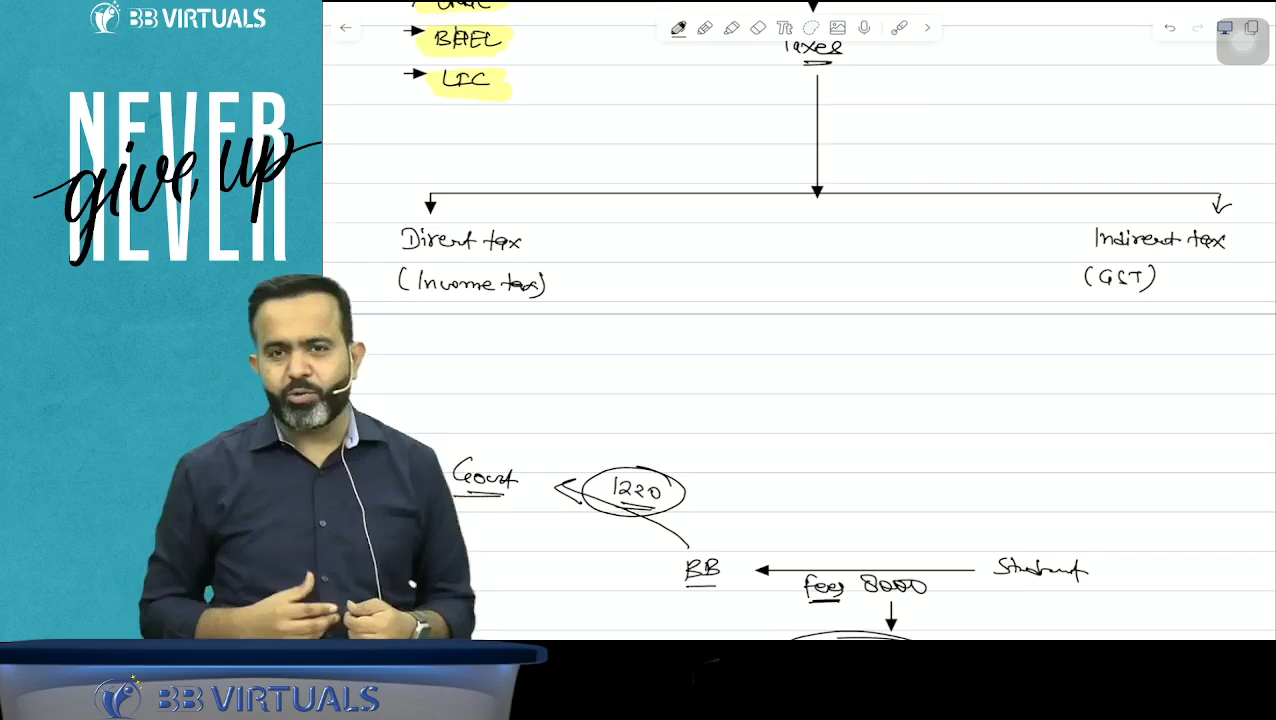 BB VIRTUALS
NEVER
give up
NEVER
BHEL
LIC
Taxes
Direct tax
(Income tax)
Indirect tax
(GST)
Govt
1220
BB
fees 8000
Student
BB VIRTUALS